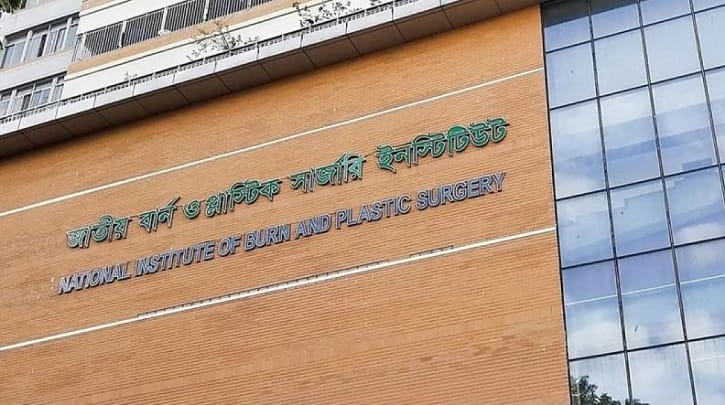 জাতীয় বার্ন ও প্লাস্টিক সার্জারি ইনস্টিটিউট
NATIONAL INSTITUTE OF BURN AND PLASTIC SURGERY